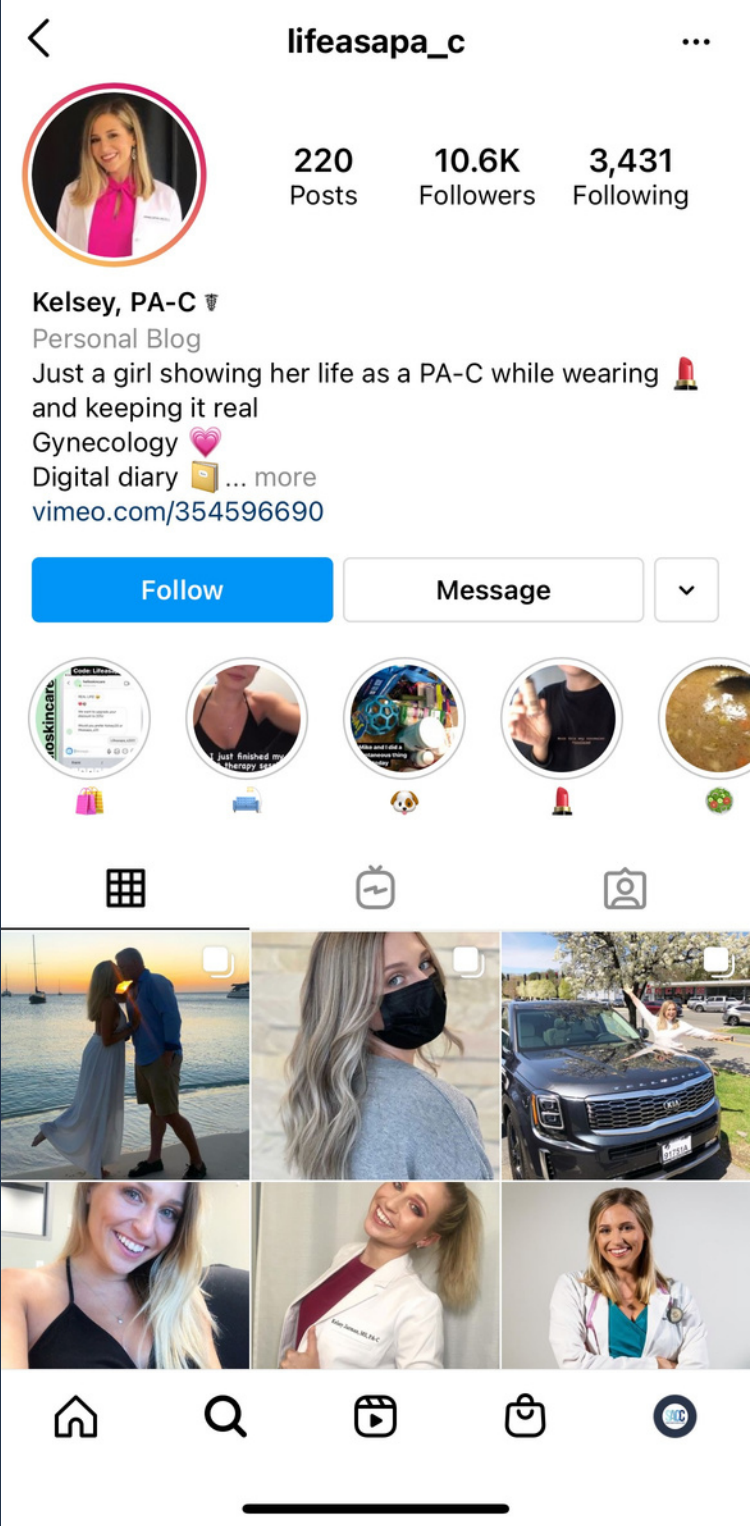 lifeasapa_c
220
Posts
10.6K
Followers
3,431
Following
Kelsey, PA-C
Personal Blog
Just a girl showing her life as a PA-C while wearing 💄
and keeping it real
Gynecology 💗
Digital diary 📔... more
vimeo.com/354596690
Follow
Message
I just finished my
therapy
Mike and I did a
thing
KIA